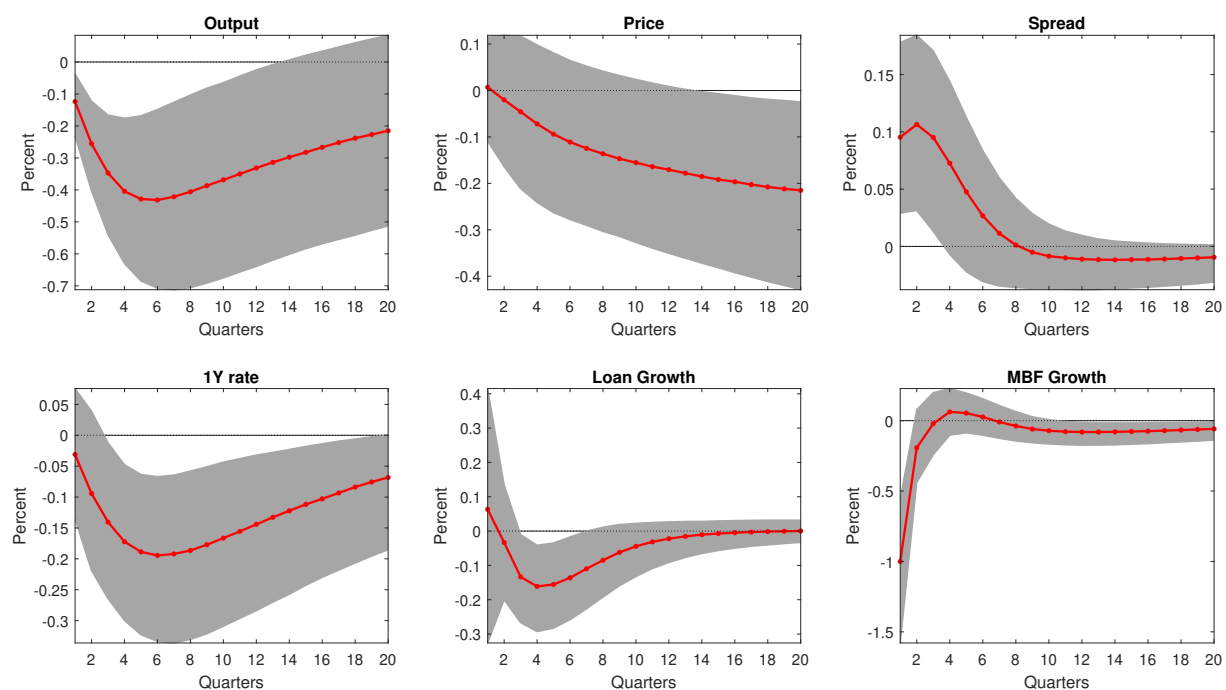 Output
Price
Spread
0
-0.1
-0.2
-0.3
-0.4
-0.5
-0.6
-0.7
Percent
2 4 6 8 10 12 14 16 18 20
Quarters
0.1
0
-0.1
-0.2
-0.3
-0.4
Percent
2 4 6 8 10 12 14 16 18 20
Quarters
0.15
0.1
0.05
0
Percent
2 4 6 8 10 12 14 16 18 20
Quarters
1Y rate
Loan Growth
MBF Growth
0.05
0
-0.05
-0.1
-0.15
-0.2
-0.25
-0.3
Percent
2 4 6 8 10 12 14 16 18 20
Quarters
0.4
0.3
0.2
0.1
0
-0.1
-0.2
-0.3
Percent
2 4 6 8 10 12 14 16 18 20
Quarters
0
-0.5
-1
-1.5
Percent
2 4 6 8 10 12 14 16 18 20
Quarters